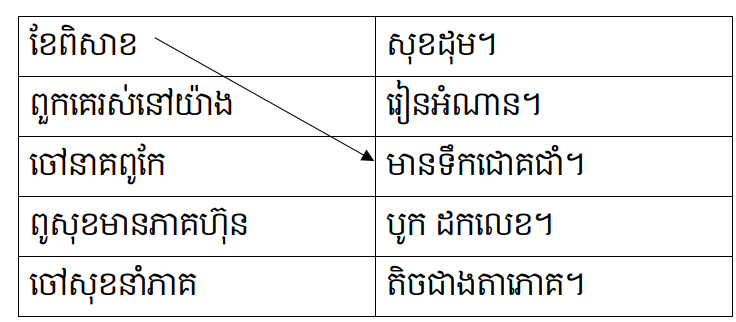 ខែពិសាខ សុខដុម។
ពួកគេរស់នៅយ៉ាង រៀនអំណាន។
ចៅនាគពូកែ មានទឹកជោគជាំ។
ពូសុខមានភាគហ៊ុន បូក ដកលេខ។
ចៅសុខនាំភាគ តិចជាងតាភោគ។